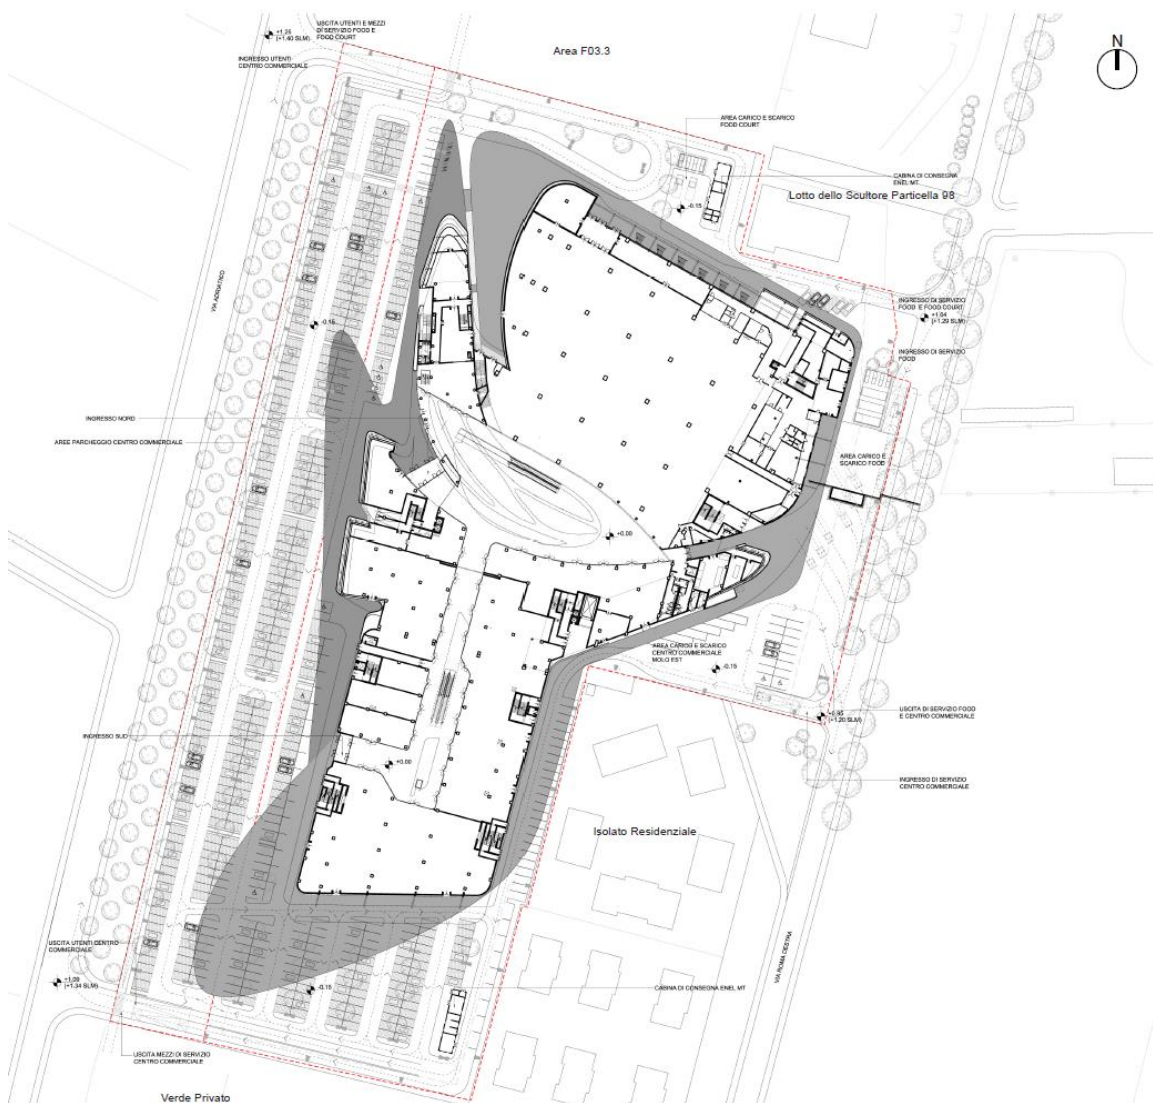 USCITA UTENTI E MEZZI
DI SERVIZIO FOOD E
FOOD COURT
+1.25
(+1.40 SLM)
Area F03.3
N
INGRESSO UTENTI
CENTRO COMMERCIALE
AREA CARICO E SCARICO
FOOD COURT
CABINA DI CONSEGNA
ENEL MT
Lotto dello Scultore Particella 98
-0.15
VIA ADRIATICO
INGRESSO DI SERVIZIO
FOOD E FOOD COURT
+1.04
(+1.29 SLM)
-0.15
INGRESSO DI SERVIZIO
FOOD
INGRESSO NORD
AREE PARCHEGGIO CENTRO COMMERCIALE
AREA CARICO E
SCARICO FOOD
+0.00
AREA CARICO E SCARICO
CENTRO COMMERCIALE
MOLO EST
-0.15
USCITA DI SERVIZIO FOOD
E CENTRO COMMERCIALE
+0.95
(+1.20 SLM)
INGRESSO SUD
+0.00
INGRESSO DI SERVIZIO
CENTRO COMMERCIALE
Isolato Residenziale
USCITA UTENTI CENTRO
COMMERCIALE
VIA ROMA DESTRA
+1.09
(+1.34 SLM)
-0.15
CABINA DI CONSEGNA ENEL MT
USCITA MEZZI DI SERVIZIO
CENTRO COMMERCIALE
Verde Privato